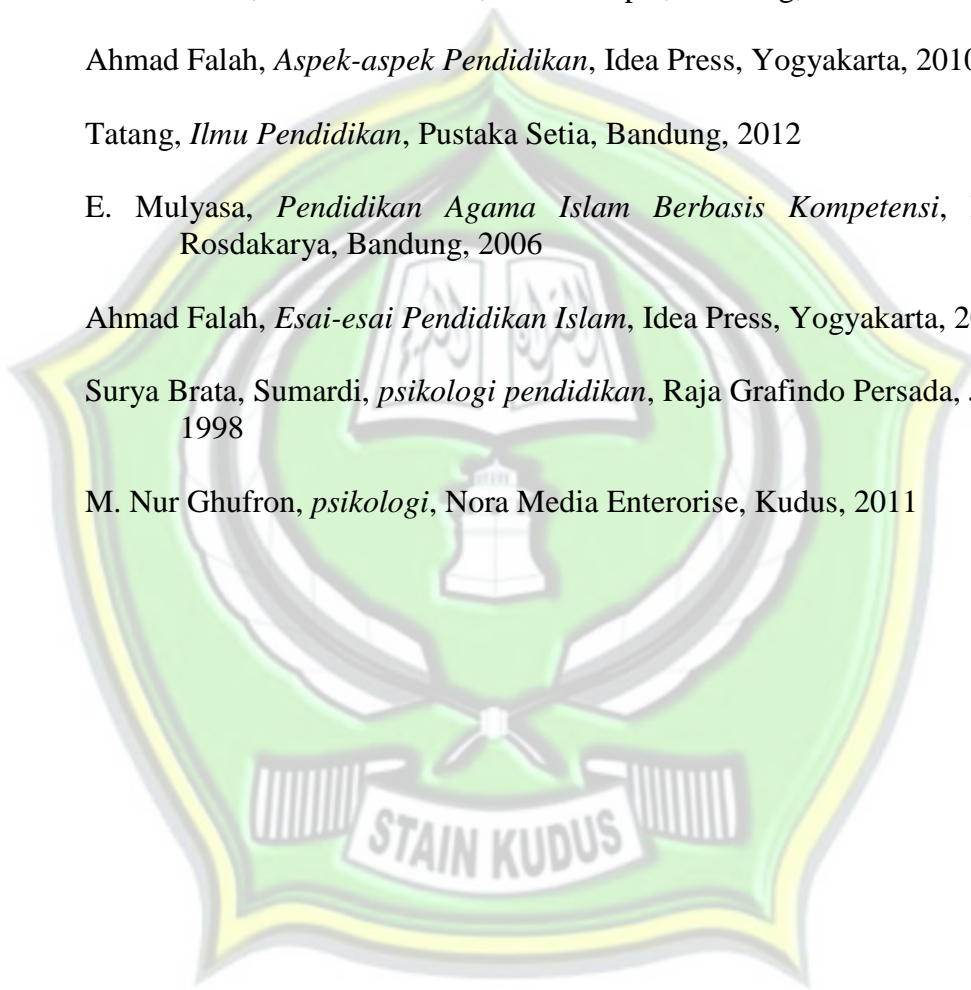 Ahmad Falah, Aspek-aspek Pendidikan, Idea Press, Yogyakarta, 2010
Tatang, Ilmu Pendidikan, Pustaka Setia, Bandung, 2012
E. Mulyasa, Pendidikan Agama Islam Berbasis Kompetensi,
Rosdakarya, Bandung, 2006
Ahmad Falah, Esai-esai Pendidikan Islam, Idea Press, Yogyakarta,
Surya Brata, Sumardi, psikologi pendidikan, Raja Grafindo Persada,
1998
M. Nur Ghufron, psikologi, Nora Media Enterorise, Kudus, 2011
STAIN KUDUS